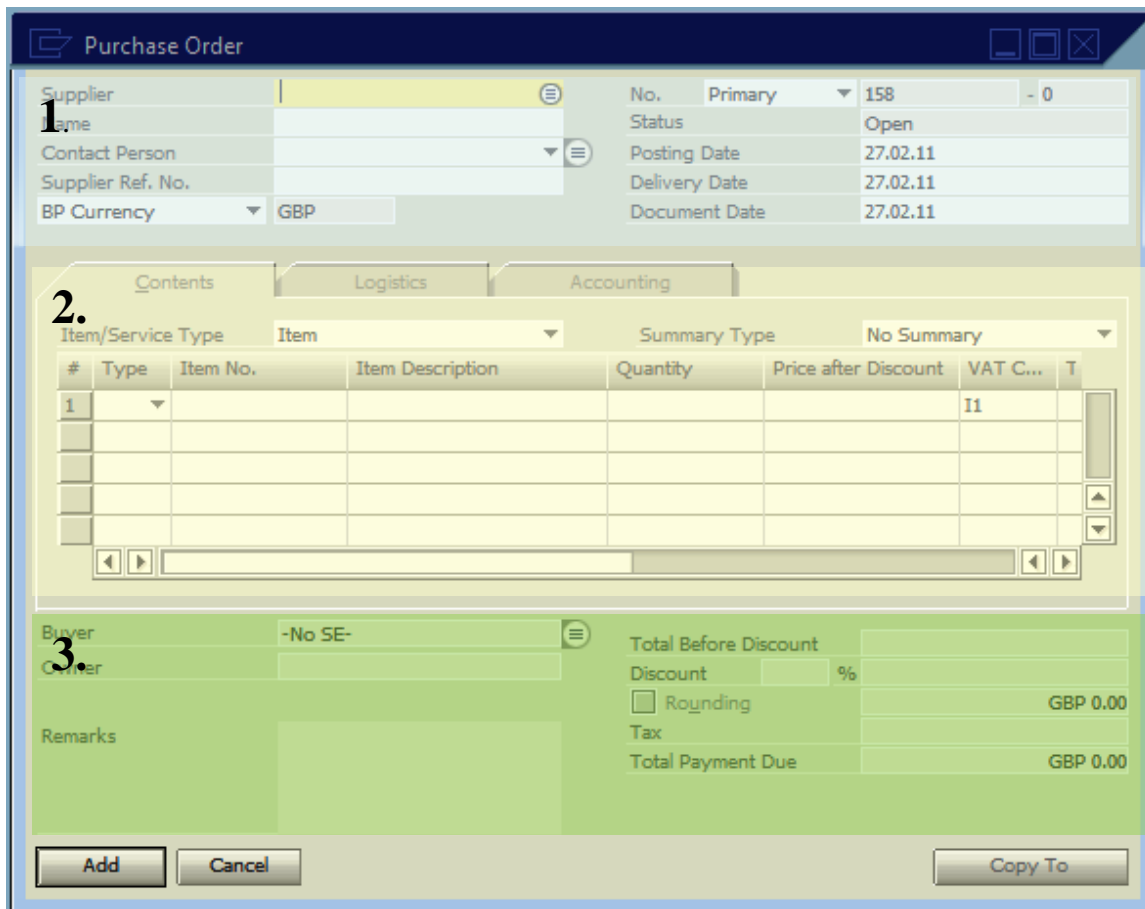 Purchase Order
Supplier No. Primary 158 - 0
1.
Name Status Open
Contact Person Posting Date 27.02.11
Supplier Ref. No. Delivery Date 27.02.11
BP Currency GBP Document Date 27.02.11
Contents Logistics Accounting
2.
Item/Service Type Item Summary Type No Summary
# Type Item No. Item Description Quantity Price after Discount VAT C... T
1 I1
Buyer -No SE-
3. Total Before Discount
Owner Discount %
Rounding GBP 0.00
Remarks Tax
Total Payment Due GBP 0.00
Add Cancel Copy To